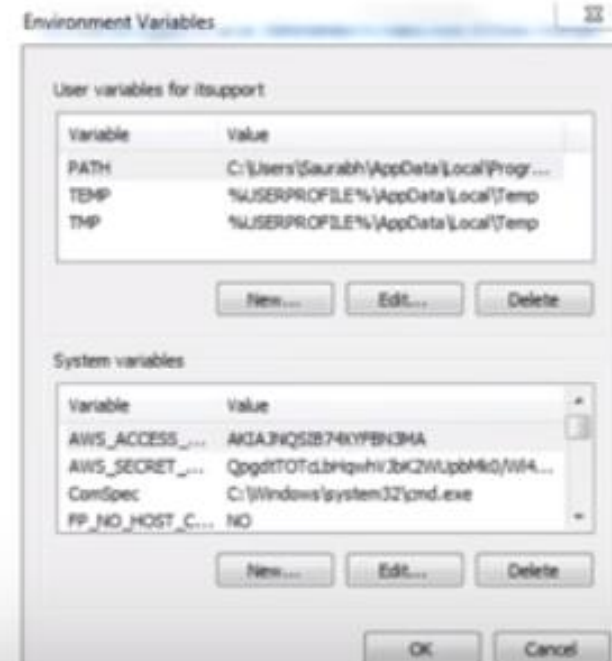 Environment Variables
User variables for itsupport
Variable Value
PATH C:\Users\Saurabh\AppData\Local\Progr...
TEMP %USERPROFILE%\AppData\Local\Temp
TMP %USERPROFILE%\AppData\Local\Temp
New... Edit... Delete
System variables
Variable Value
AWS_ACCESS_...
AWS_SECRET_...
ComSpec C:\Windows\system32\cmd.exe
FP_NO_HOST_C... NO
New... Edit... Delete
OK Cancel